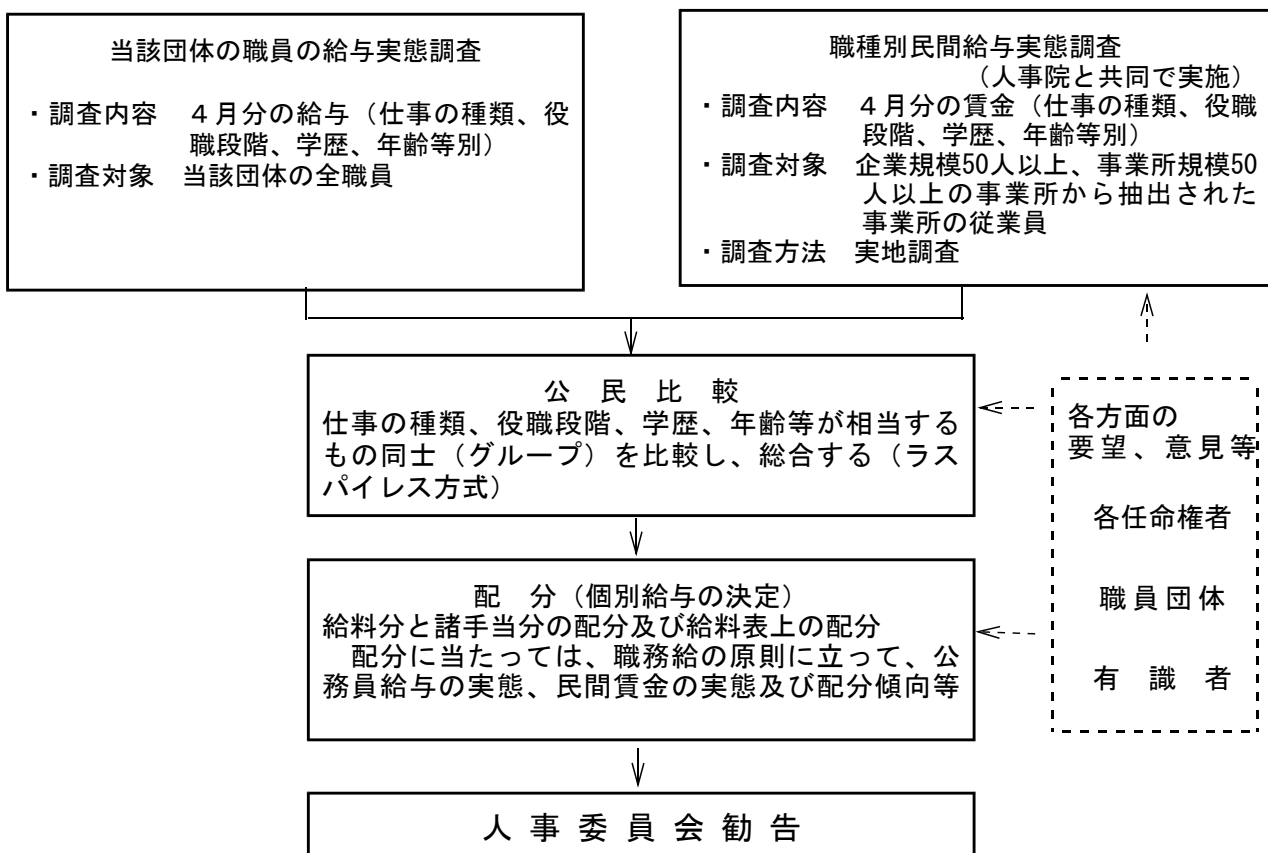 当該団体の職員の給与実態調査
・調査内容　４月分の給与（仕事の種類、役
職段階、学歴、年齢等別）
・調査対象　当該団体の全職員
職種別民間給与実態調査
（人事院と共同で実施）
・調査内容　４月分の賃金（仕事の種類、役職
段階、学歴、年齢等別）
・調査対象　企業規模50人以上、事業所規模50
人以上の事業所から抽出された
事業所の従業員
・調査方法　実地調査
公　民　比　較
仕事の種類、役職段階、学歴、年齢等が相当する
もの同士（グループ）を比較し、総合する（ラス
パイレス方式）
配　分（個別給与の決定）
給料分と諸手当分の配分及び給料表上の配分
　配分に当たっては、職務給の原則に立って、公
務員給与の実態、民間賃金の実態及び配分傾向等
各方面の
要望、意見等
各任命権者
職員団体
有　識　者
人 事 委 員 会 勧 告